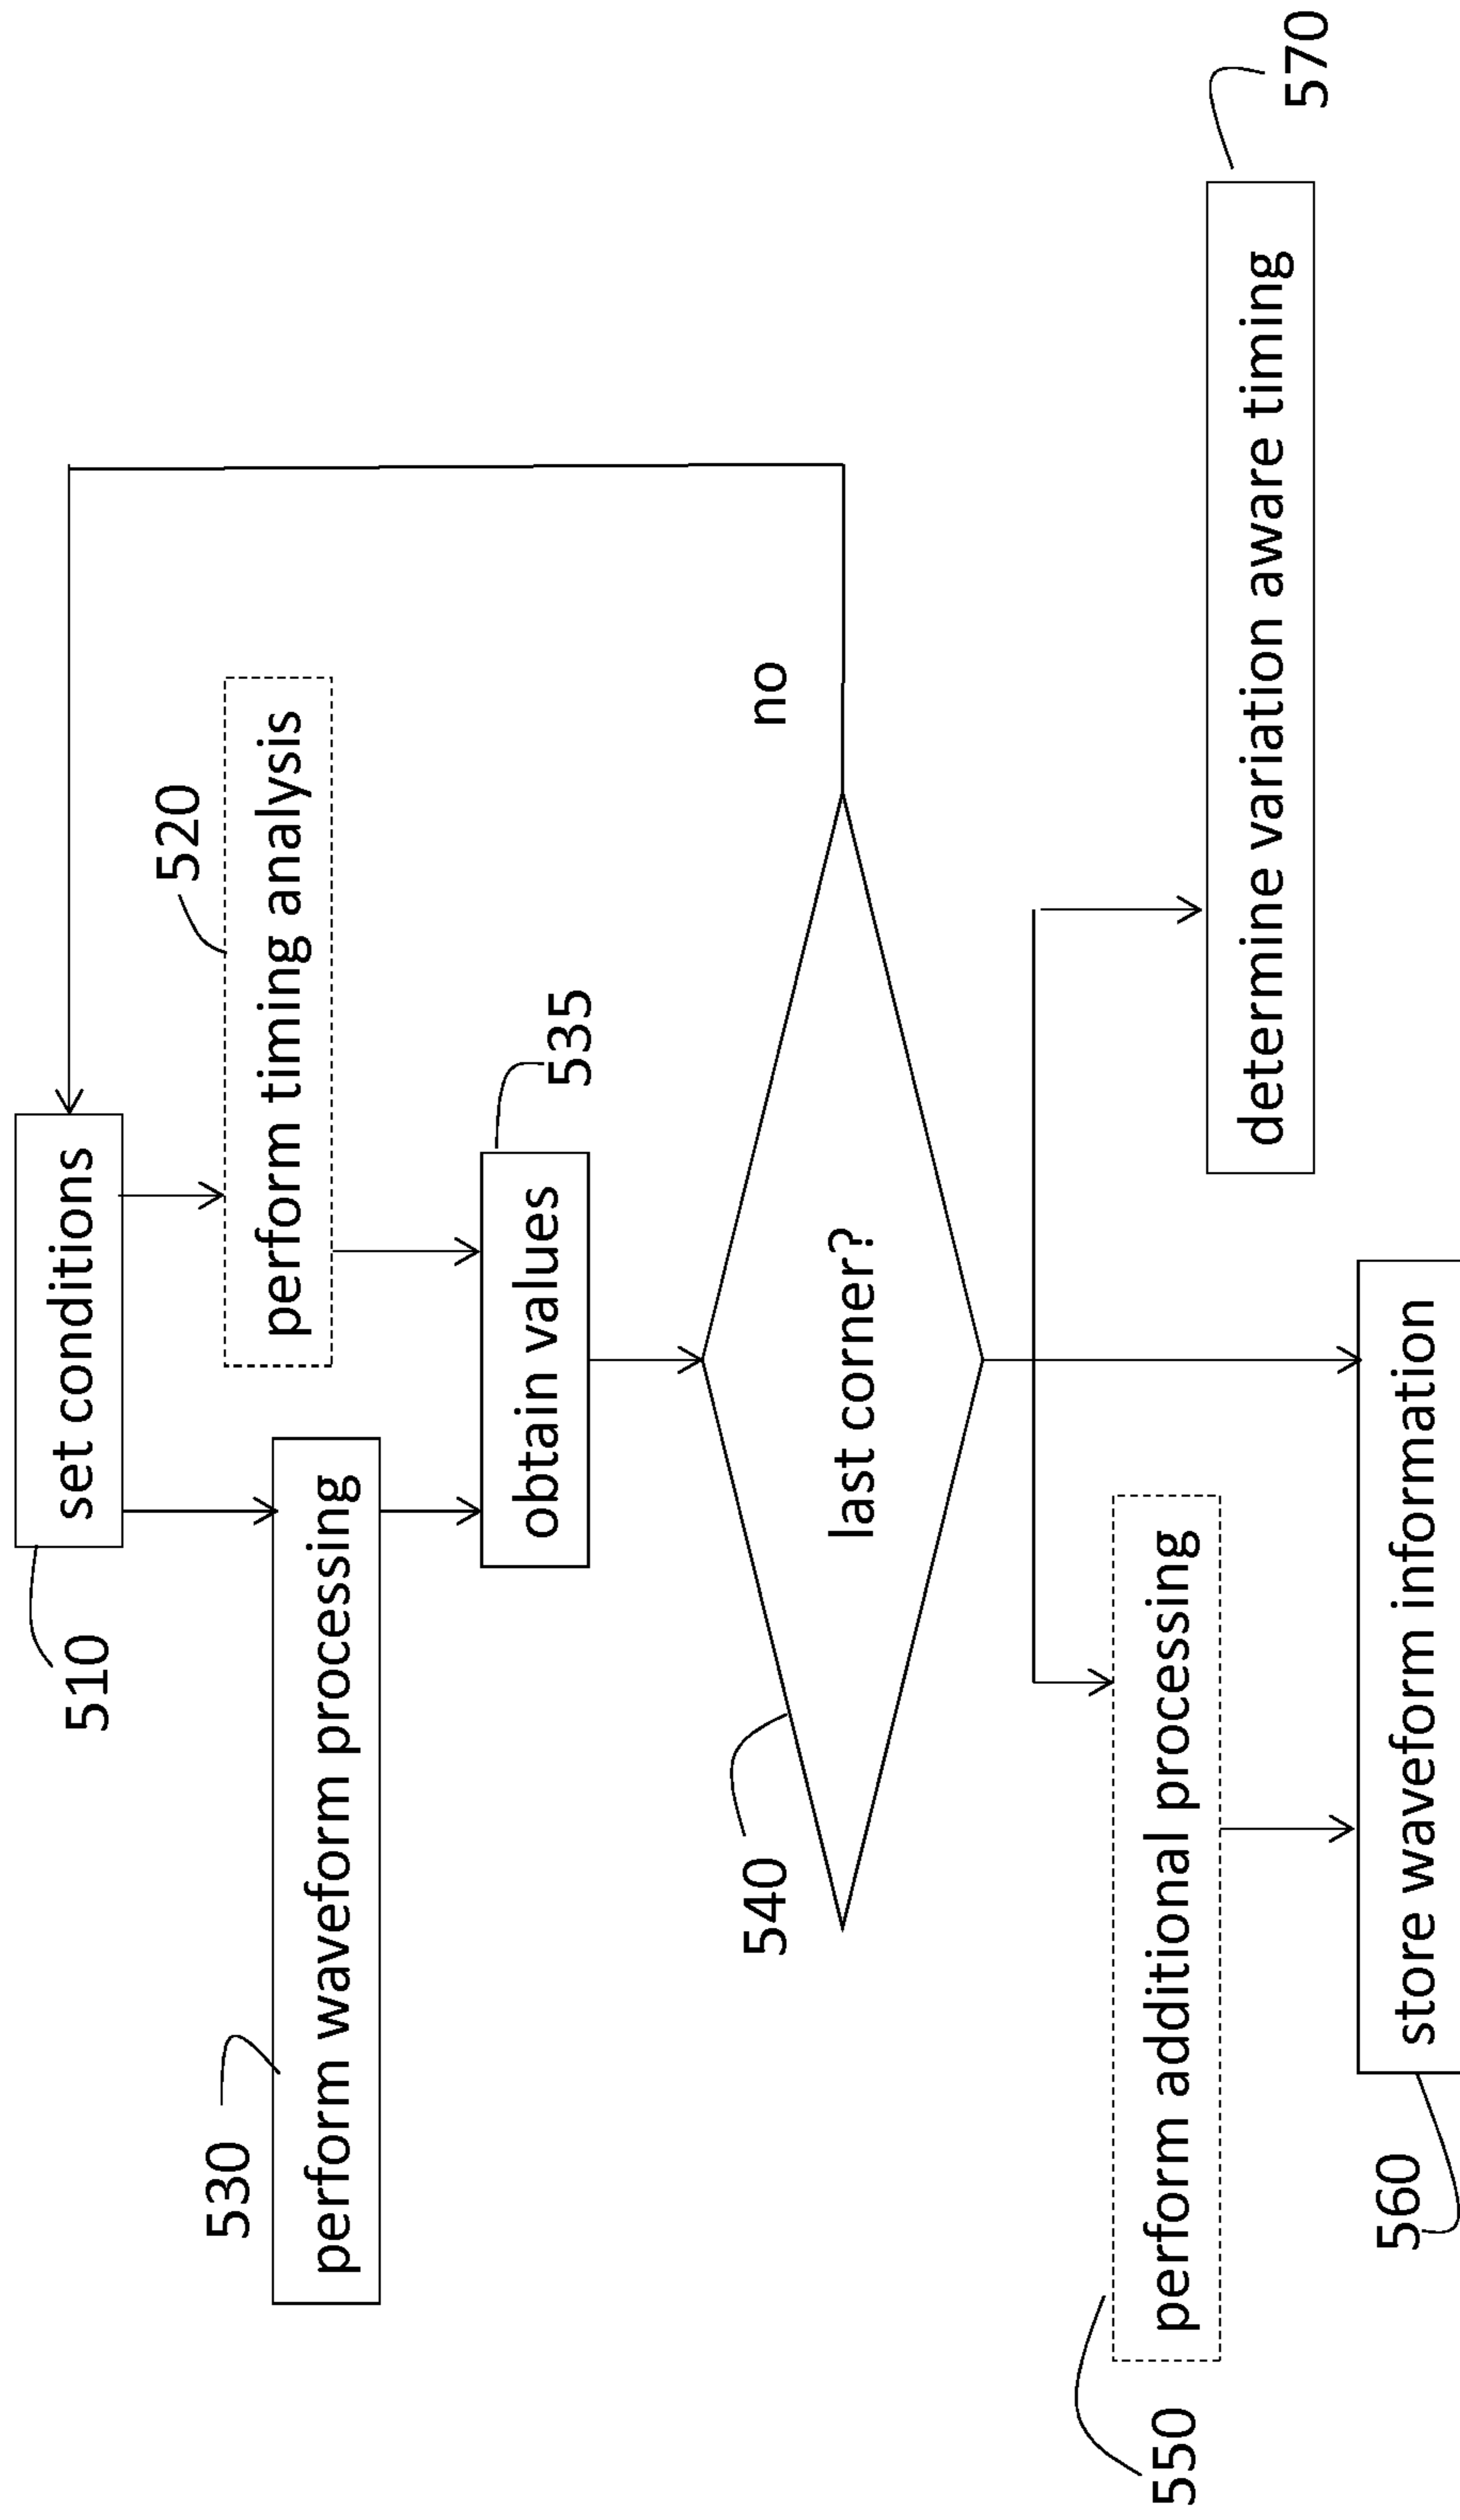 510
set conditions
520
perform timing analysis
530
perform waveform processing
535
obtain values
540
last corner?
no
550
perform additional processing
570
determine variation aware timing
560
store waveform information